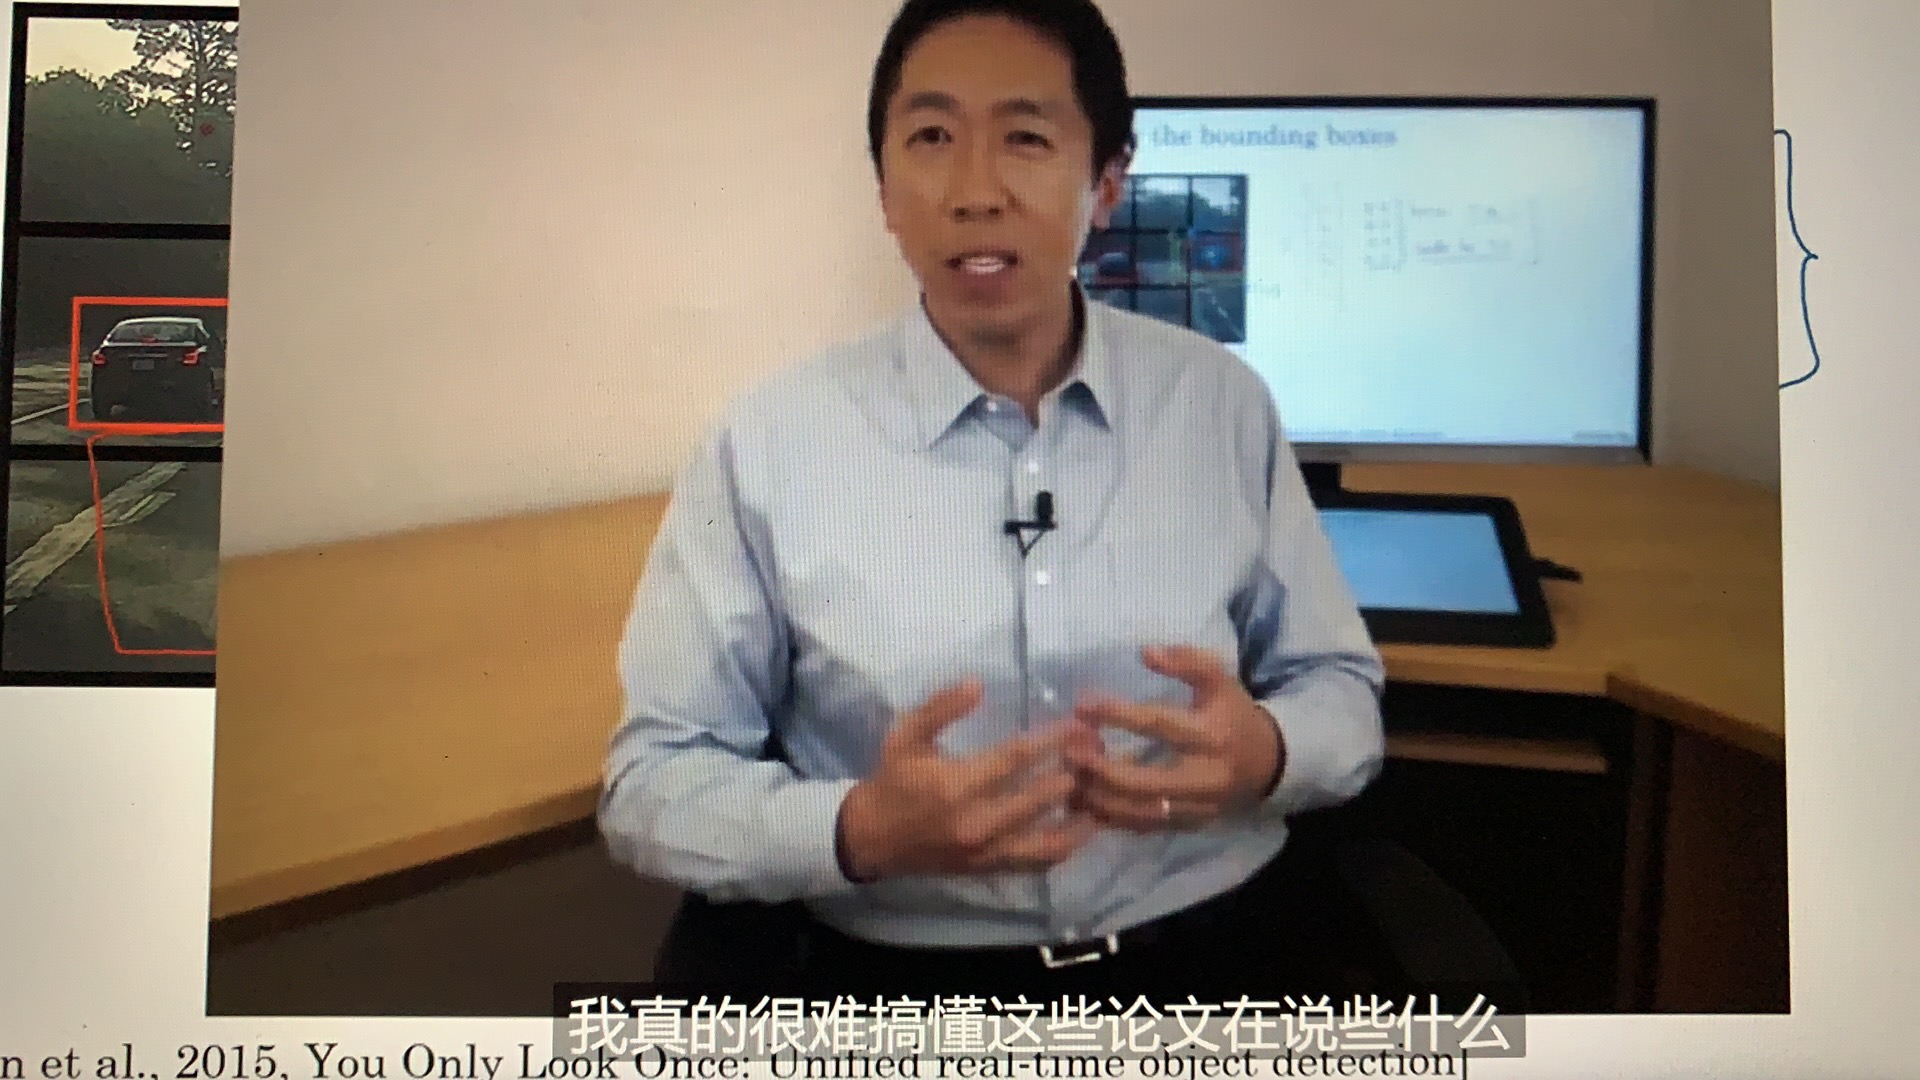 the bounding boxes
我真的很难搞懂这些论文在说些什么
n et al., 2015, You Only Look Once: Unified real-time object detection]